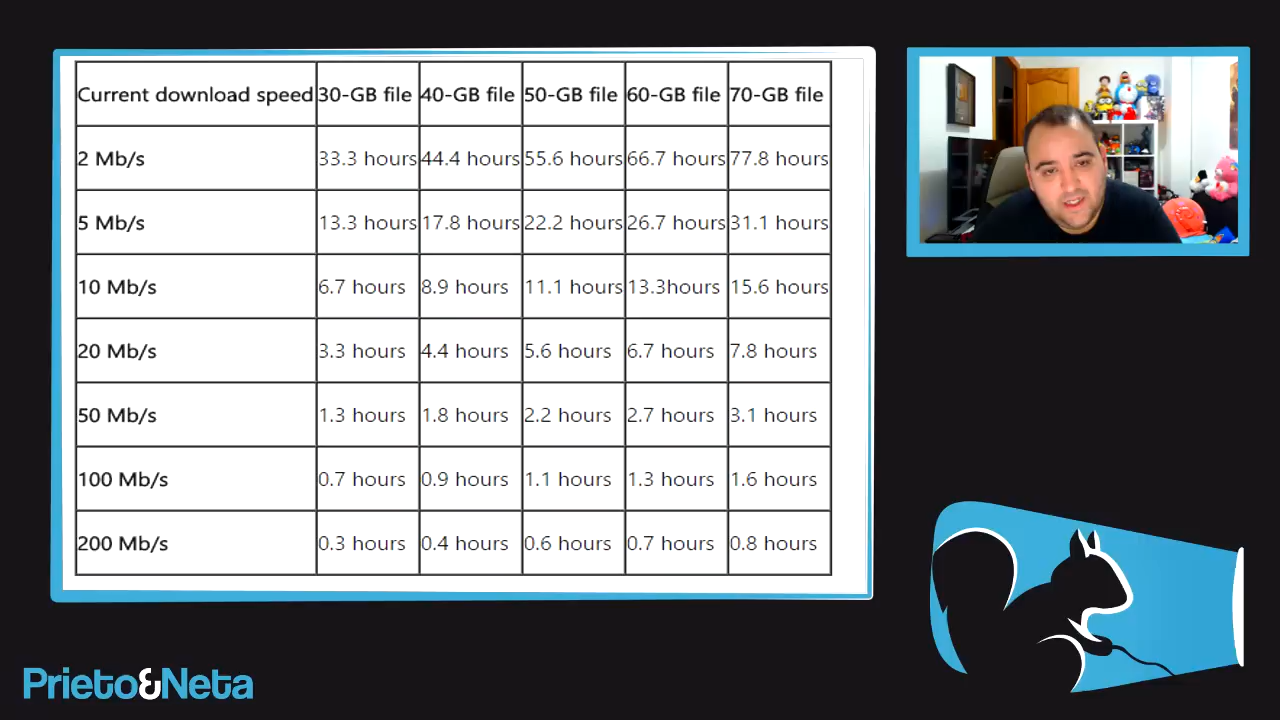 Current download speed 30-GB file 40-GB file 50-GB file 60-GB file 70-GB file
2 Mb/s 33.3 hours 44.4 hours 55.6 hours 66.7 hours 77.8 hours
5 Mb/s 13.3 hours 17.8 hours 22.2 hours 26.7 hours 31.1 hours
10 Mb/s 6.7 hours 8.9 hours 11.1 hours 13.3hours 15.6 hours
20 Mb/s 3.3 hours 4.4 hours 5.6 hours 6.7 hours 7.8 hours
50 Mb/s 1.3 hours 1.8 hours 2.2 hours 2.7 hours 3.1 hours
100 Mb/s 0.7 hours 0.9 hours 1.1 hours 1.3 hours 1.6 hours
200 Mb/s 0.3 hours 0.4 hours 0.6 hours 0.7 hours 0.8 hours
Prieto&Neta